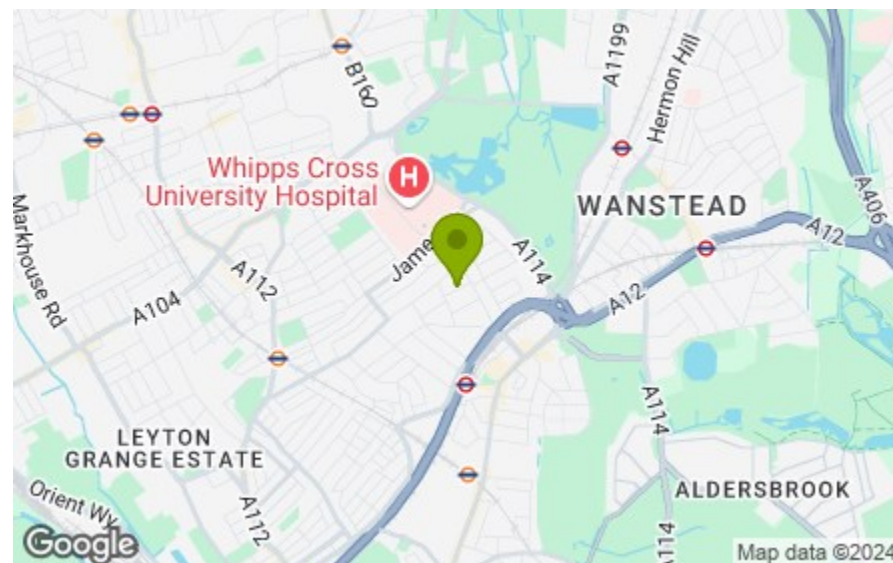 B160
A1199
Hermon Hill
Whipps Cross
University Hospital
H
WANSTEAD
A406
Markhouse Rd
A112
James
A114
A12
A12
A104
A114
LEYTON
GRANGE ESTATE
ALDERSBROOK
Orient Wy
A112
A114
Google
Map data ©2024